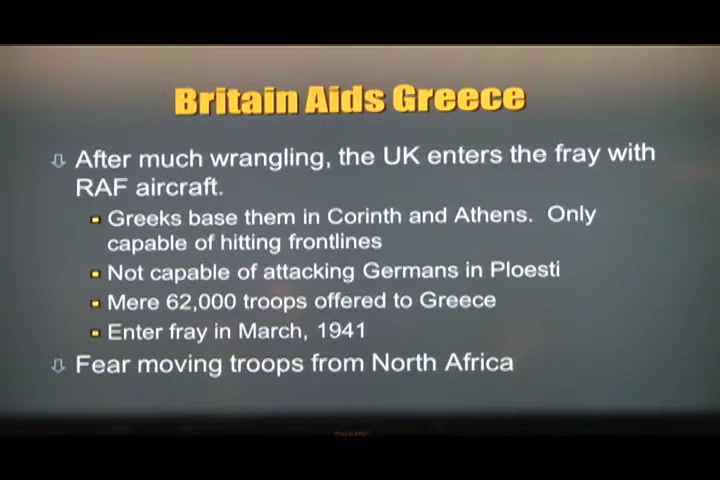 Britain Aids Greece
After much wrangling, the UK enters the fray with
RAF aircraft.
Greeks base them in Corinth and Athens. Only
capable of hitting frontlines
Not capable of attacking Germans in Ploesti
Mere 62,000 troops offered to Greece
Enter fray in March, 1941
Fear moving troops from North Africa